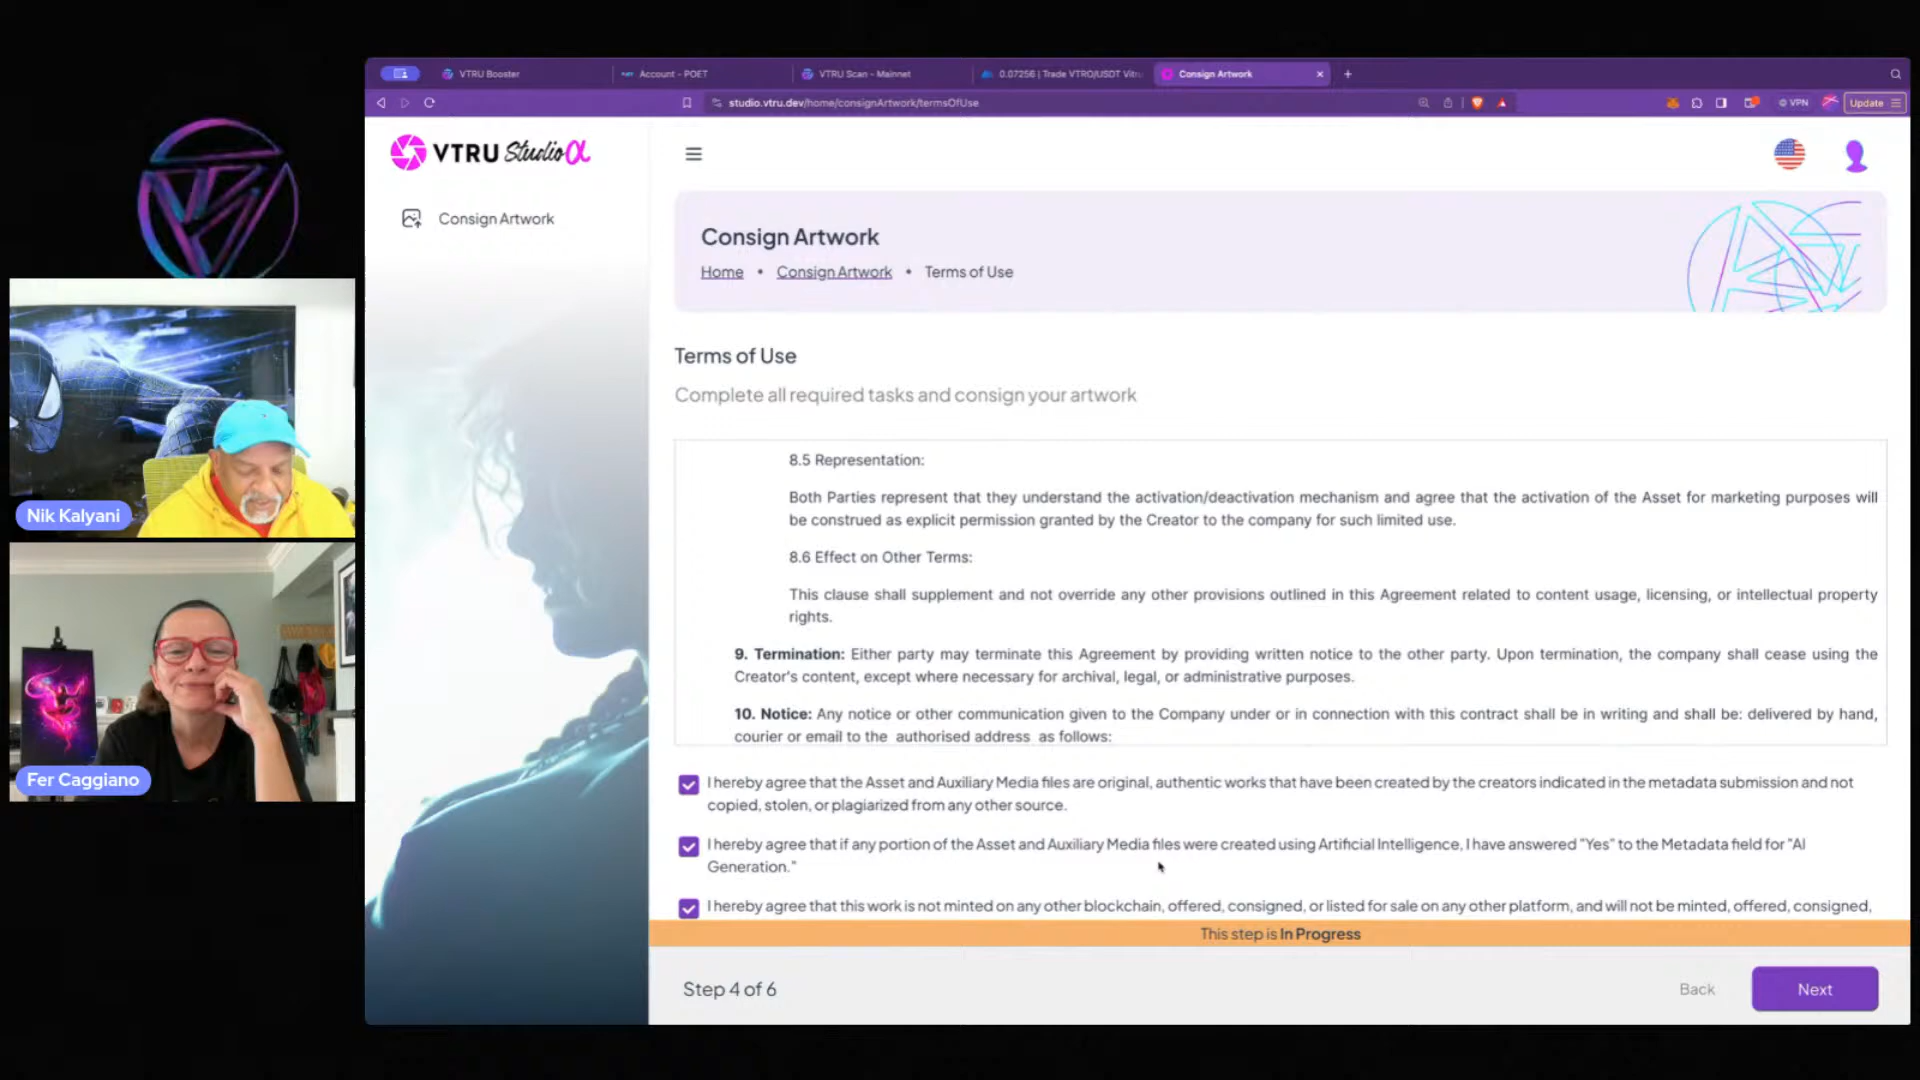 VTRU Booster
Account - POET
VTRU Scan - Mainnet
0.07256 | Trade VTRO/USDT Vitru
Consign Artwork
studio.vtru.dev/home/consignArtwork/termsOfUse
VPN
Update
VTRU Studio α
Consign Artwork
Consign Artwork
Home • Consign Artwork • Terms of Use
Terms of Use
Complete all required tasks and consign your artwork
8.5 Representation:
Both Parties represent that they understand the activation/deactivation mechanism and agree that the activation of the Asset for marketing purposes will
be construed as explicit permission granted by the Creator to the company for such limited use.
8.6 Effect on Other Terms:
This clause shall supplement and not override any other provisions outlined in this Agreement related to content usage, licensing, or intellectual property
rights.
9. Termination: Either party may terminate this Agreement by providing written notice to the other party. Upon termination, the company shall cease using the
Creator's content, except where necessary for archival, legal, or administrative purposes.
10. Notice: Any notice or other communication given to the Company under or in connection with this contract shall be in writing and shall be: delivered by hand,
courier or email to the authorised address as follows:
I hereby agree that the Asset and Auxiliary Media files are original, authentic works that have been created by the creators indicated in the metadata submission and not
copied, stolen, or plagiarized from any other source.
I hereby agree that if any portion of the Asset and Auxiliary Media files were created using Artificial Intelligence, I have answered "Yes" to the Metadata field for "AI
Generation."
I hereby agree that this work is not minted on any other blockchain, offered, consigned, or listed for sale on any other platform, and will not be minted, offered, consigned,
This step is In Progress
Step 4 of 6
Back
Next
Nik Kalyani
Fer Caggiano